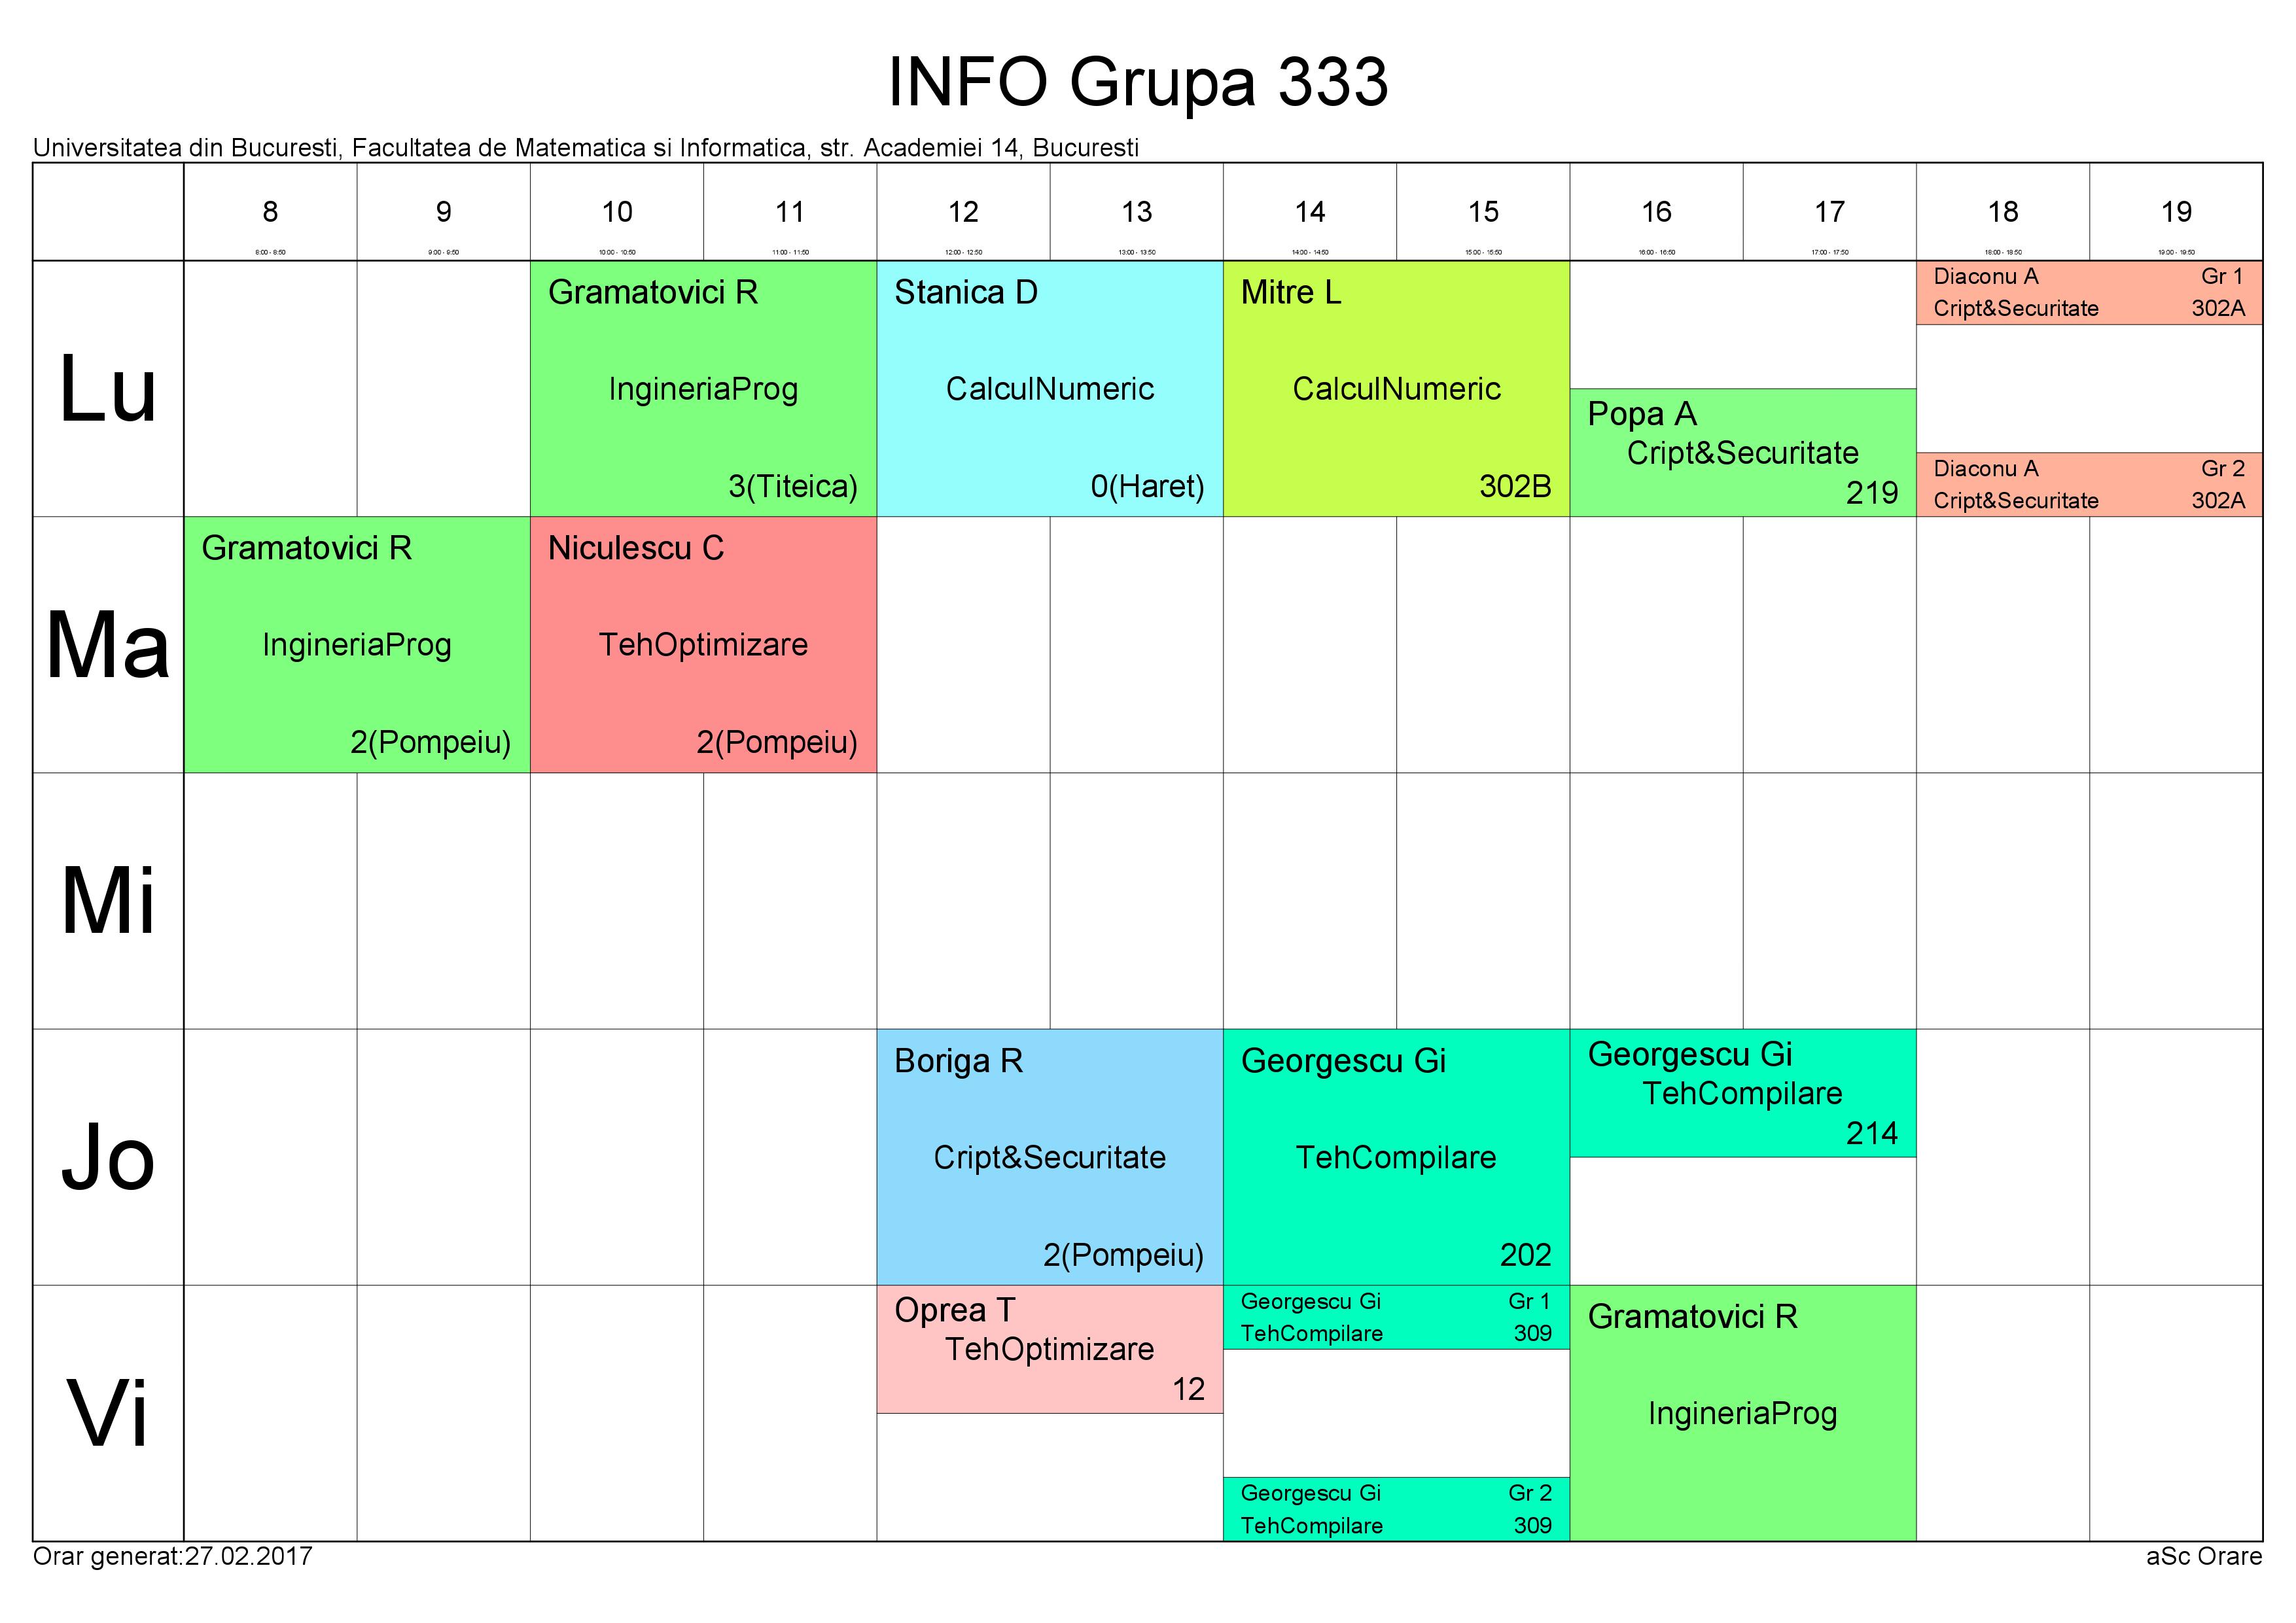 INFO Grupa 333
Universitatea din Bucuresti, Facultatea de Matematica si Informatica, str. Academiei 14, Bucuresti
8 9 10 11 12 13 14 15 16 17 18 19
8:00 - 8:50 9:00 - 9:50 10:00 - 10:50 11:00 - 11:50 12:00 - 12:50 13:00 - 13:50 14:00 - 14:50 15:00 - 15:50 16:00 - 16:50 17:00 - 17:50 18:00 - 18:50 19:00 - 19:50
Lu
Gramatovici R
IngineriaProg
3(Titeica)
Stanica D
CalculNumeric
0(Haret)
Mitre L
CalculNumeric
302B
Popa A
Cript&Securitate
219
Diaconu A Gr 1
Cript&Securitate 302A
Diaconu A Gr 2
Cript&Securitate 302A
Ma
Gramatovici R
IngineriaProg
2(Pompeiu)
Niculescu C
TehOptimizare
2(Pompeiu)
Mi
Jo
Boriga R
Cript&Securitate
2(Pompeiu)
Georgescu Gi
TehCompilare
202
Georgescu Gi
TehCompilare
214
Vi
Oprea T
TehOptimizare
12
Georgescu Gi Gr 1
TehCompilare 309
Georgescu Gi Gr 2
TehCompilare 309
Gramatovici R
IngineriaProg
Orar generat:27.02.2017 aSc Orare